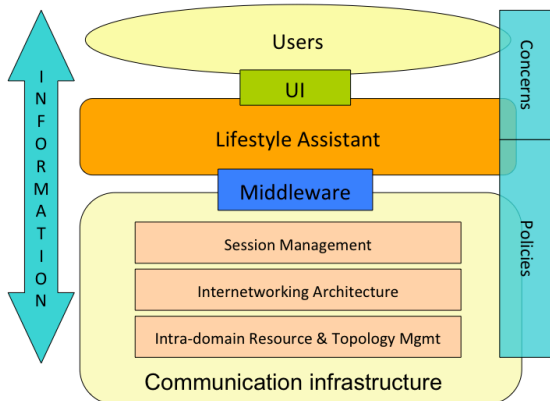 Users
UI
Lifestyle Assistant
Middleware
Session Management
Internetworking Architecture
Intra-domain Resource & Topology Mgmt
Communication infrastructure
INFORMATION
Concerns
Policies